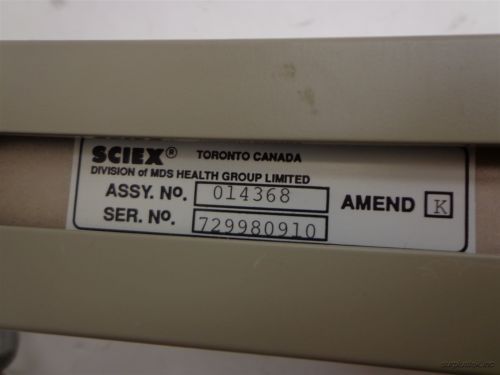 SCIEX® TORONTO CANADA
DIVISION of MDS HEALTH GROUP LIMITED
ASSY. No. 014368 AMEND K
SER. No. 729980910